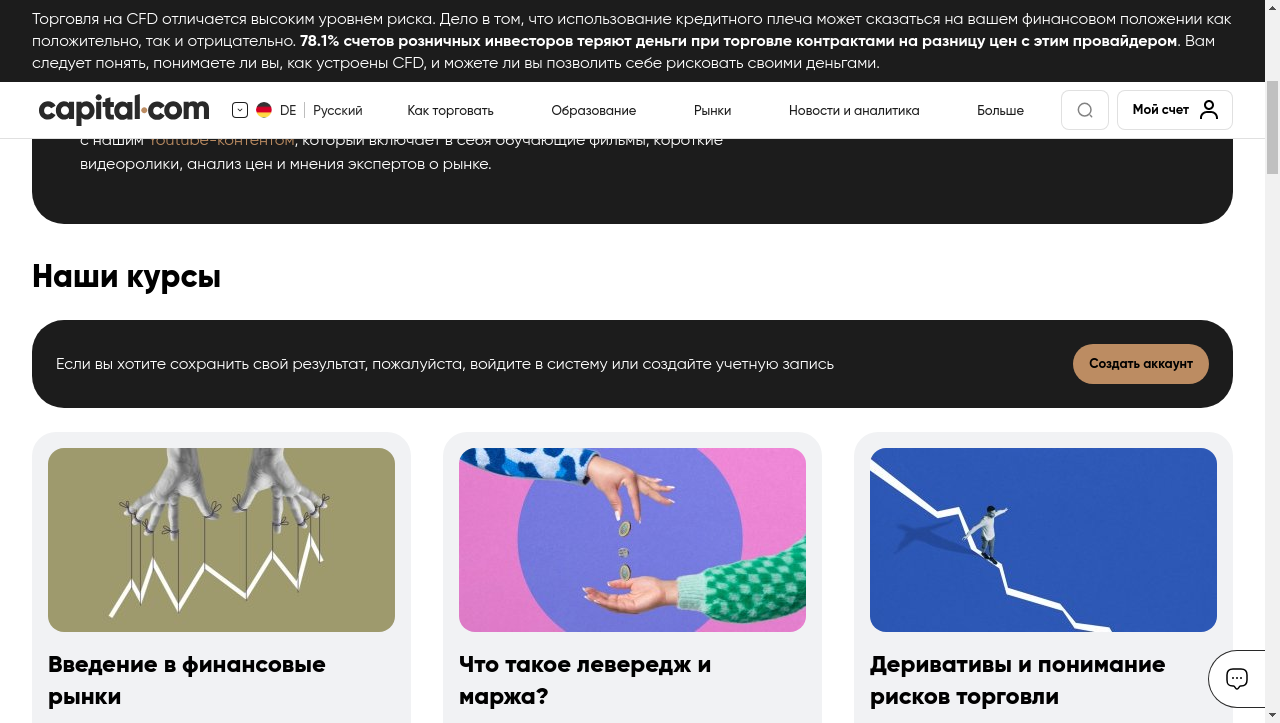 Торговля на CFD отличается высоким уровнем риска. Дело в том, что использование кредитного плеча может сказаться на вашем финансовом положении как
положительно, так и отрицательно. 78.1% счетов розничных инвесторов теряют деньги при торговле контрактами на разницу цен с этим провайдером. Вам
следует понять, понимаете ли вы, как устроены CFD, и можете ли вы позволить себе рисковать своими деньгами.
capital.com DE Русский Как торговать Образование Рынки Новости и аналитика Больше Мой счет
с нашим Youtube-контентом, который включает в себя обучающие фильмы, короткие
видеоролики, анализ цен и мнения экспертов о рынке.
Наши курсы
Если вы хотите сохранить свой результат, пожалуйста, войдите в систему или создайте учетную запись
Создать аккаунт
Введение в финансовые
рынки
Что такое левередж и
маржа?
Деривативы и понимание
рисков торговли